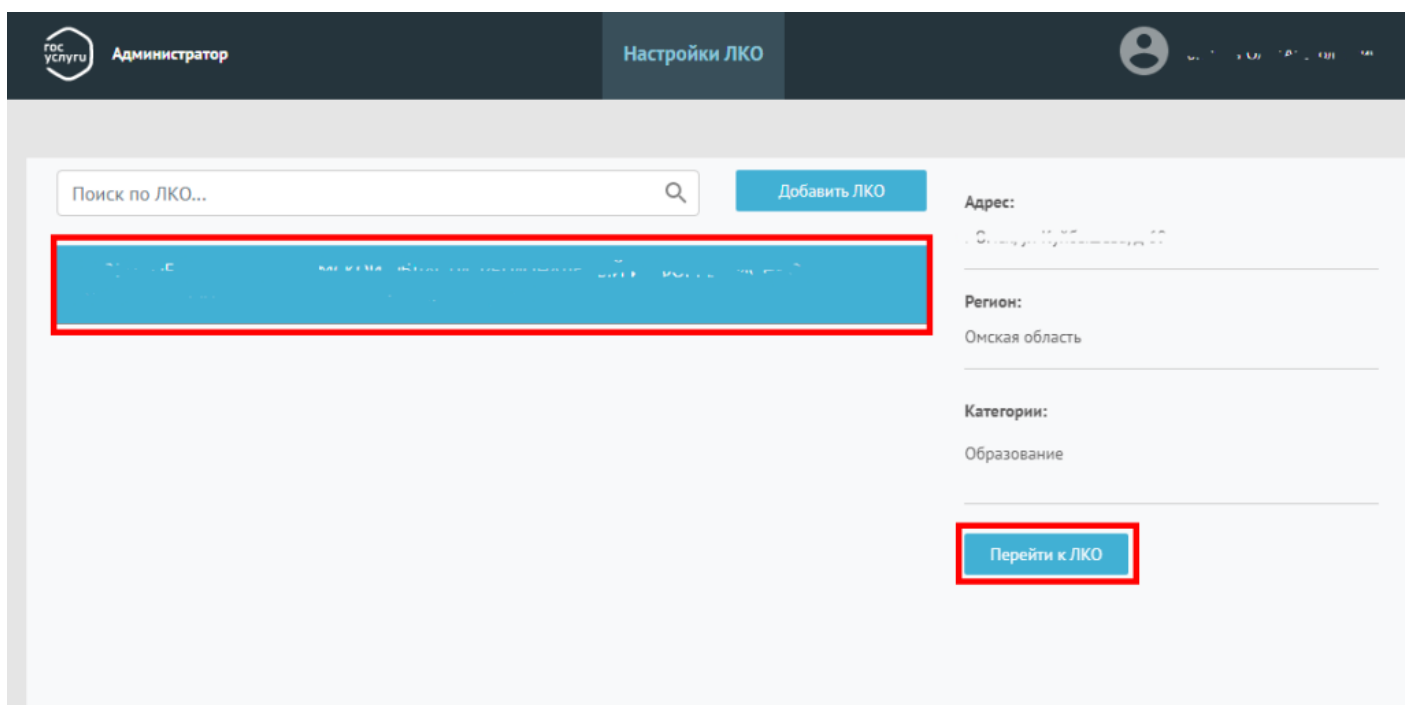 гос
услуги
Администратор
Настройки ЛКО
Поиск по ЛКО...
Добавить ЛКО
Адрес:
Регион:
Омская область
Категории:
Образование
Перейти к ЛКО